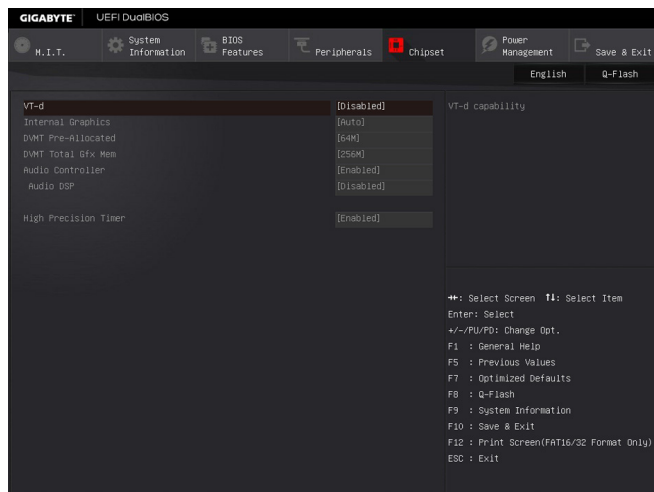 GIGABYTE™ UEFI DualBIOS
M.I.T.
System Information
BIOS Features
Peripherals
Chipset
Power Management
Save & Exit
English Q-Flash
VT-d [Disabled]
Internal Graphics [Auto]
DVMT Pre-Allocated [64M]
DVMT Total Gfx Mem [256M]
Audio Controller [Enabled]
Audio DSP [Disabled]
High Precision Timer [Enabled]
VT-d capability
→←: Select Screen ↑↓: Select Item
Enter: Select
+/-/PU/PD: Change Opt.
F1 : General Help
F5 : Previous Values
F7 : Optimized Defaults
F8 : Q-Flash
F9 : System Information
F10 : Save & Exit
F12 : Print Screen(FAT16/32 Format Only)
ESC : Exit